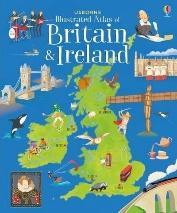 USBORNE
Illustrated Atlas of
Britain
& Ireland